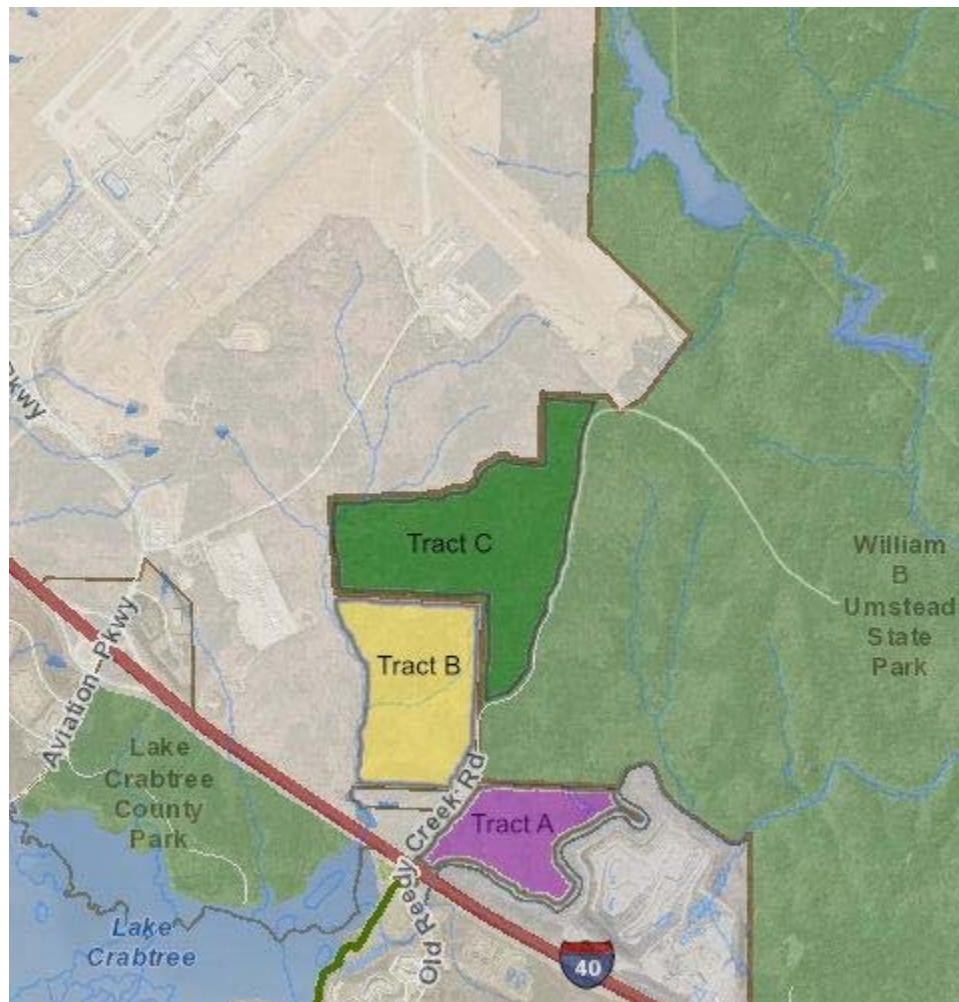 Pkwy
Tract C
William
B
Umstead
State
Park
Aviation Pkwy
Tract B
Lake
Crabtree
County
Park
Old Reedy Creek Rd
Tract A
Lake
Crabtree
40